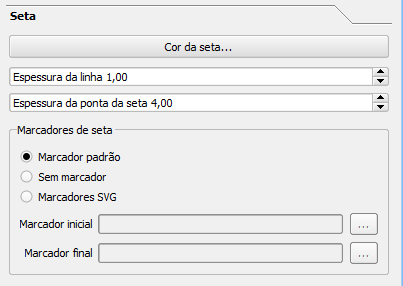 Seta
Cor da seta...
Espessura da linha 1,00
Espessura da ponta da seta 4,00
Marcadores de seta
Marcador padrão
Sem marcador
Marcadores SVG
Marcador inicial ...
Marcador final ...